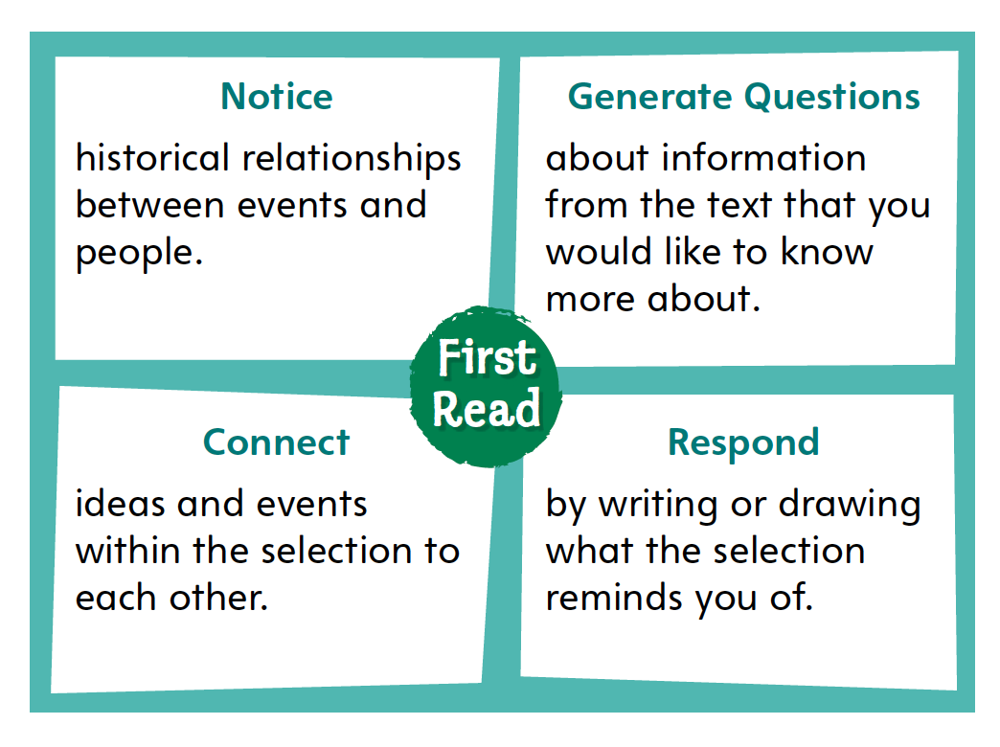 Notice
historical relationships
between events and
people.
Generate Questions
about information
from the text that you
would like to know
more about.
First
Read
Connect
ideas and events
within the selection to
each other.
Respond
by writing or drawing
what the selection
reminds you of.